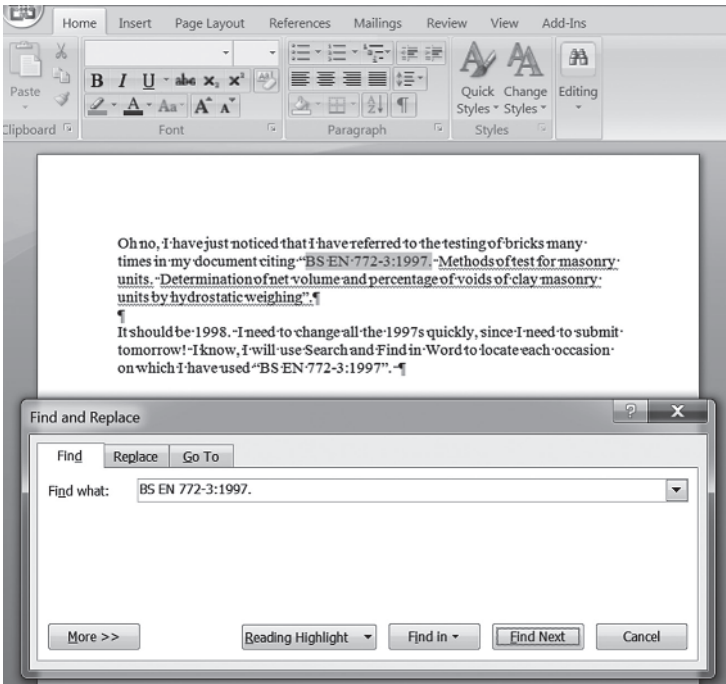 Home Insert Page Layout References Mailings Review View Add-Ins
Paste
B I U abc x₂ x² Aa
A Aa A A
Quick Styles
Change Styles
Editing
Clipboard Font Paragraph Styles
Oh no, I have just noticed that I have referred to the testing of bricks many
times in my document citing “BS EN 772-3:1997. Methods of test for masonry
units. Determination of net volume and percentage of voids of clay masonry
units by hydrostatic weighing”.¶
¶
It should be 1998. I need to change all the 1997s quickly, since I need to submit
tomorrow! I know, I will use Search and Find in Word to locate each occasion
on which I have used “BS EN 772-3:1997”. ¶
Find and Replace ? X
Find Replace Go To
Find what: BS EN 772-3:1997.
More >> Reading Highlight Find in Find Next Cancel